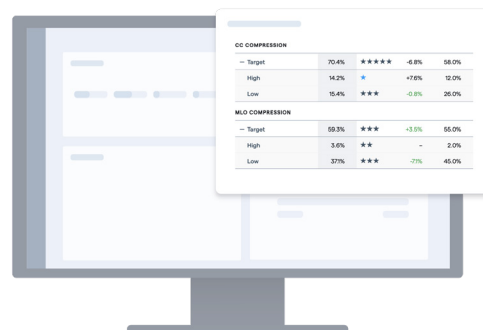 CC COMPRESSION
— Target 70.4% ★★★★★ -6.8% 58.0%
High 14.2% ★ +7.6% 12.0%
Low 15.4% ★★★ -0.8% 26.0%
MLO COMPRESSION
— Target 59.3% ★★★ +3.5% 55.0%
High 3.6% ★★ – 2.0%
Low 37.1% ★★★ -7.1% 45.0%